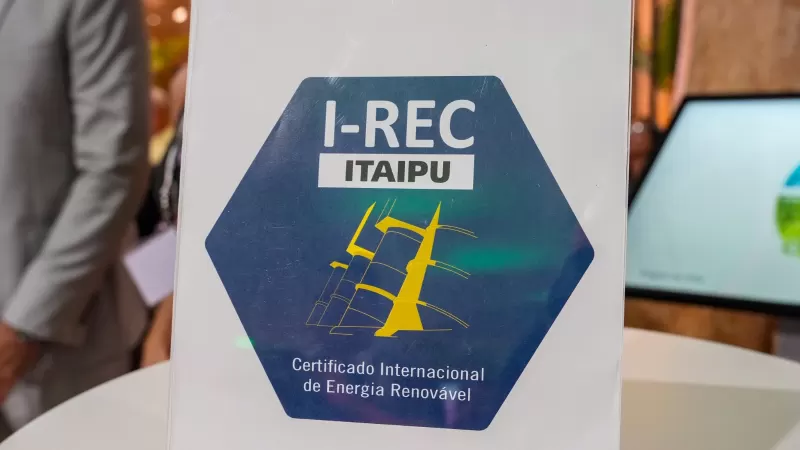 I-REC
ITAIPU
Certificado Internacional
de Energia Renovável